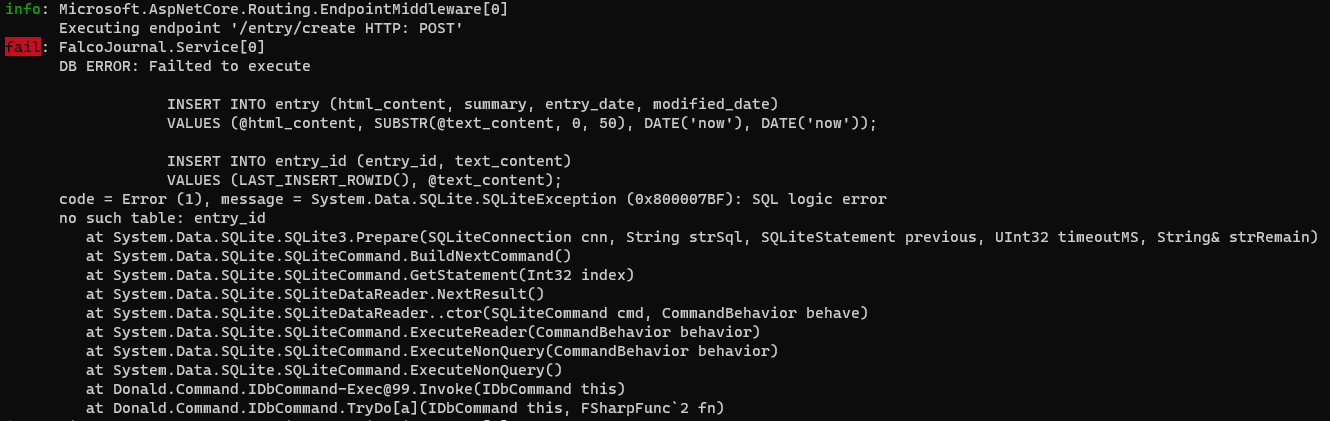 info: Microsoft.AspNetCore.Routing.EndpointMiddleware[0]
Executing endpoint '/entry/create HTTP: POST'
fail: FalcoJournal.Service[0]
DB ERROR: Failted to execute
INSERT INTO entry (html_content, summary, entry_date, modified_date)
VALUES (@html_content, SUBSTR(@text_content, 0, 50), DATE('now'), DATE('now'));
INSERT INTO entry_id (entry_id, text_content)
VALUES (LAST_INSERT_ROWID(), @text_content);
code = Error (1), message = System.Data.SQLite.SQLiteException (0x800007BF): SQL logic error
no such table: entry_id
at System.Data.SQLite.SQLite3.Prepare(SQLiteConnection cnn, String strSql, SQLiteStatement previous, UInt32 timeoutMS, String& strRemain)
at System.Data.SQLite.SQLiteCommand.BuildNextCommand()
at System.Data.SQLite.SQLiteCommand.GetStatement(Int32 index)
at System.Data.SQLite.SQLiteDataReader.NextResult()
at System.Data.SQLite.SQLiteDataReader..ctor(SQLiteCommand cmd, CommandBehavior behave)
at System.Data.SQLite.SQLiteCommand.ExecuteReader(CommandBehavior behavior)
at System.Data.SQLite.SQLiteCommand.ExecuteNonQuery(CommandBehavior behavior)
at System.Data.SQLite.SQLiteCommand.ExecuteNonQuery()
at Donald.Command.IDbCommand-Exec@99.Invoke(IDbCommand this)
at Donald.Command.IDbCommand.TryDo[a](IDbCommand this, FSharpFunc`2 fn)